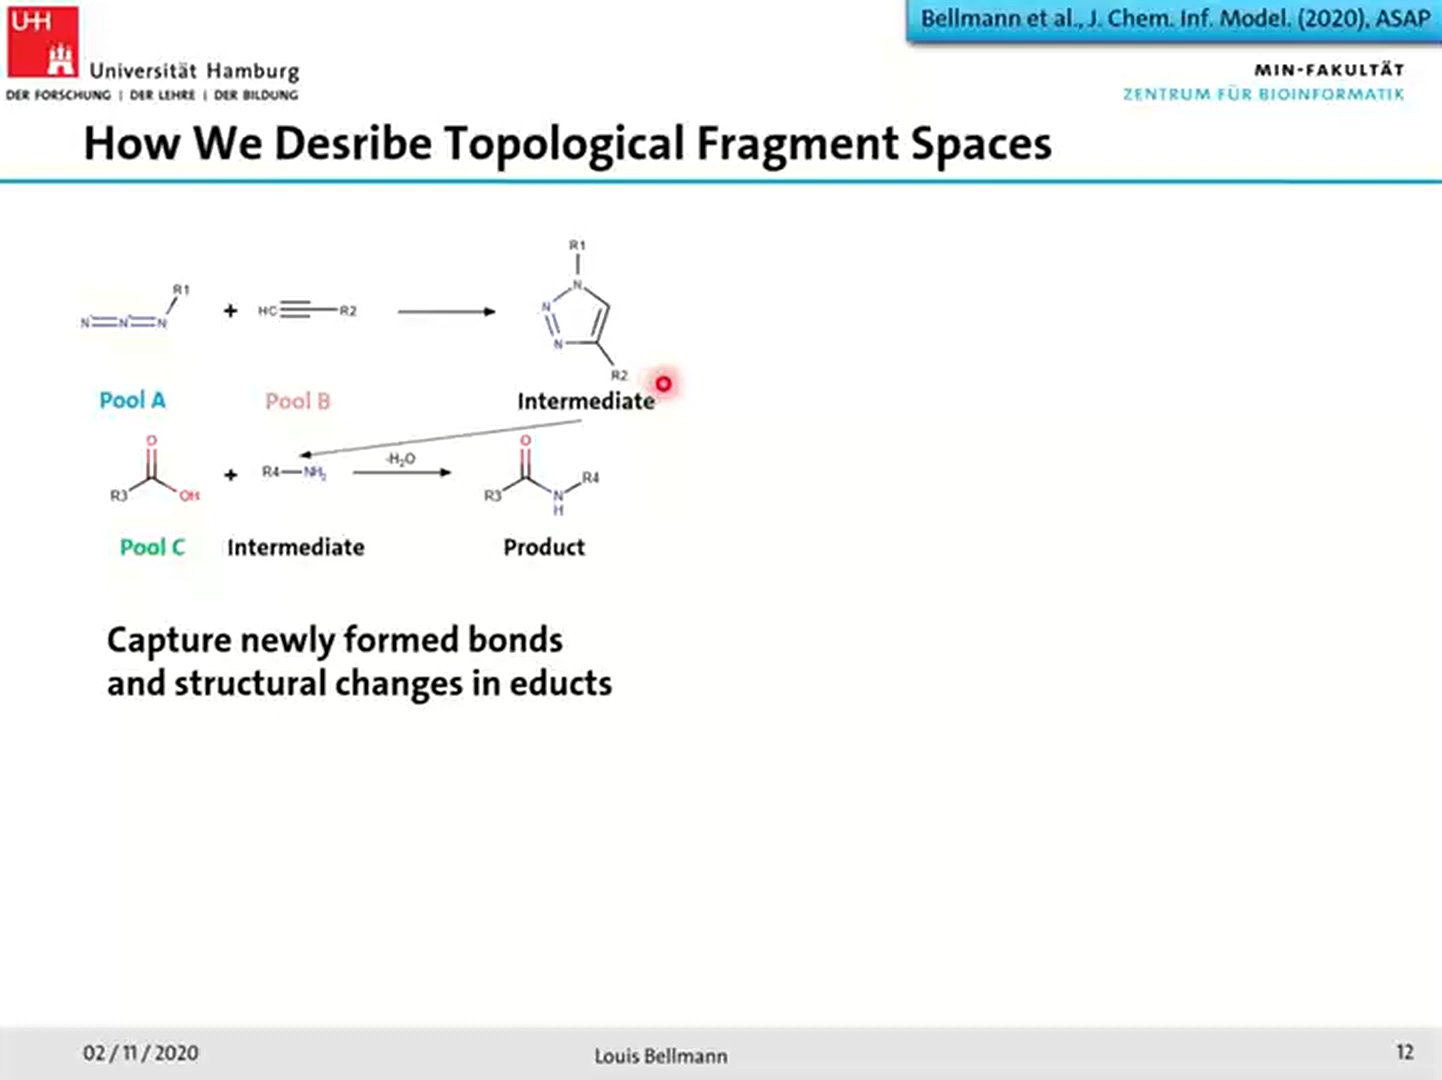 UHH
Bellmann et al., J. Chem. Inf. Model. (2020), ASAP
Universität Hamburg
DER FORSCHUNG | DER LEHRE | DER BILDUNG
MIN-FAKULTÄT
ZENTRUM FÜR BIOINFORMATIK
How We Desribe Topological Fragment Spaces
R1
R1
N N N + HC R2
N
N
N
R2
Pool A Pool B Intermediate
O O
-H₂O
R3 OH + R4 NH₂ R3 N H R4
Pool C Intermediate Product
Capture newly formed bonds
and structural changes in educts
02 / 11 / 2020 Louis Bellmann 12